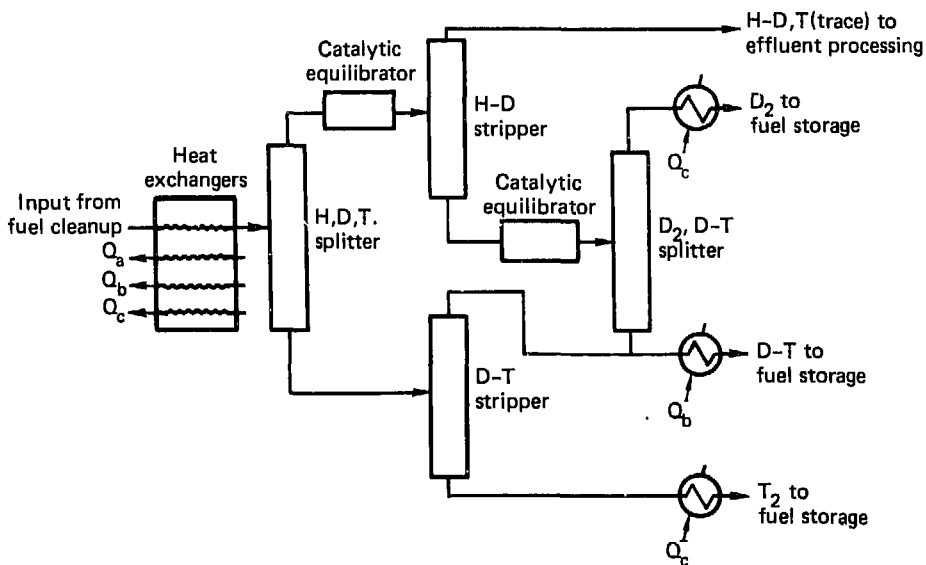 H-D,T(trace) to
effluent processing
Catalytic
equilibrator
H-D
stripper
D2 to
fuel storage
Qc
Heat
exchangers
Input from
fuel cleanup
Qa
Qb
Qc
H,D,T.
splitter
Catalytic
equilibrator
D2, D-T
splitter
D-T
stripper
D-T to
fuel storage
Qb
T2 to
fuel storage
Qc